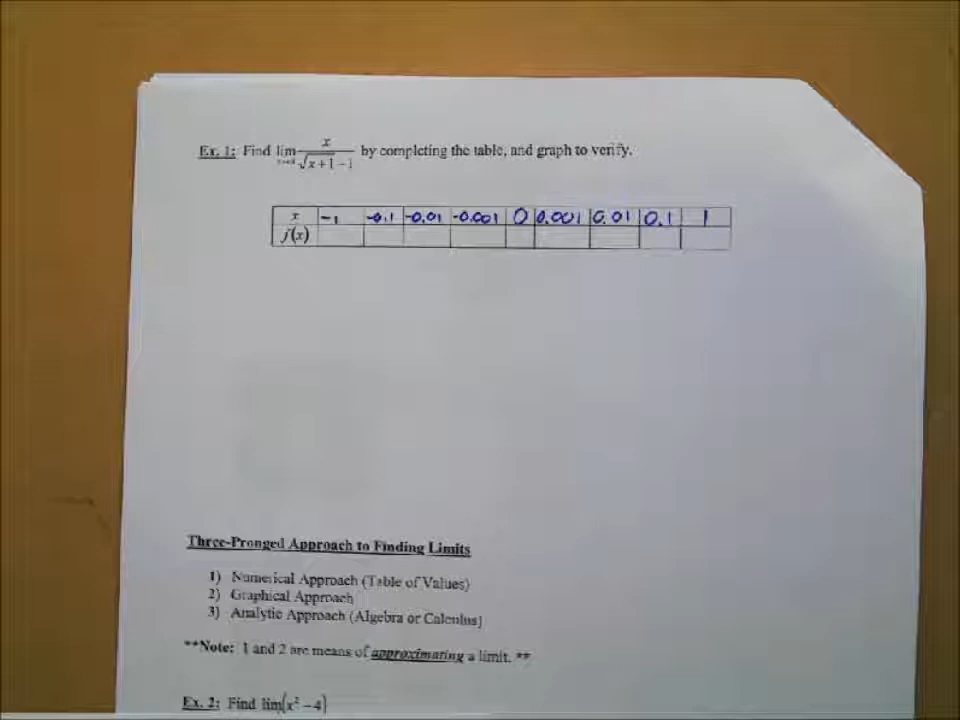 Ex. 1: Find lim x→0 x/(√(x+1) − 1) by completing the table, and graph to verify.
x -1 -0.1 -0.01 -0.001 0 0.001 0.01 0.1 1
f(x)
Three-Pronged Approach to Finding Limits
1) Numerical Approach (Table of Values)
2) Graphical Approach
3) Analytic Approach (Algebra or Calculus)
**Note: 1 and 2 are means of approximating a limit. **
Ex. 2: Find lim(x² − 4)